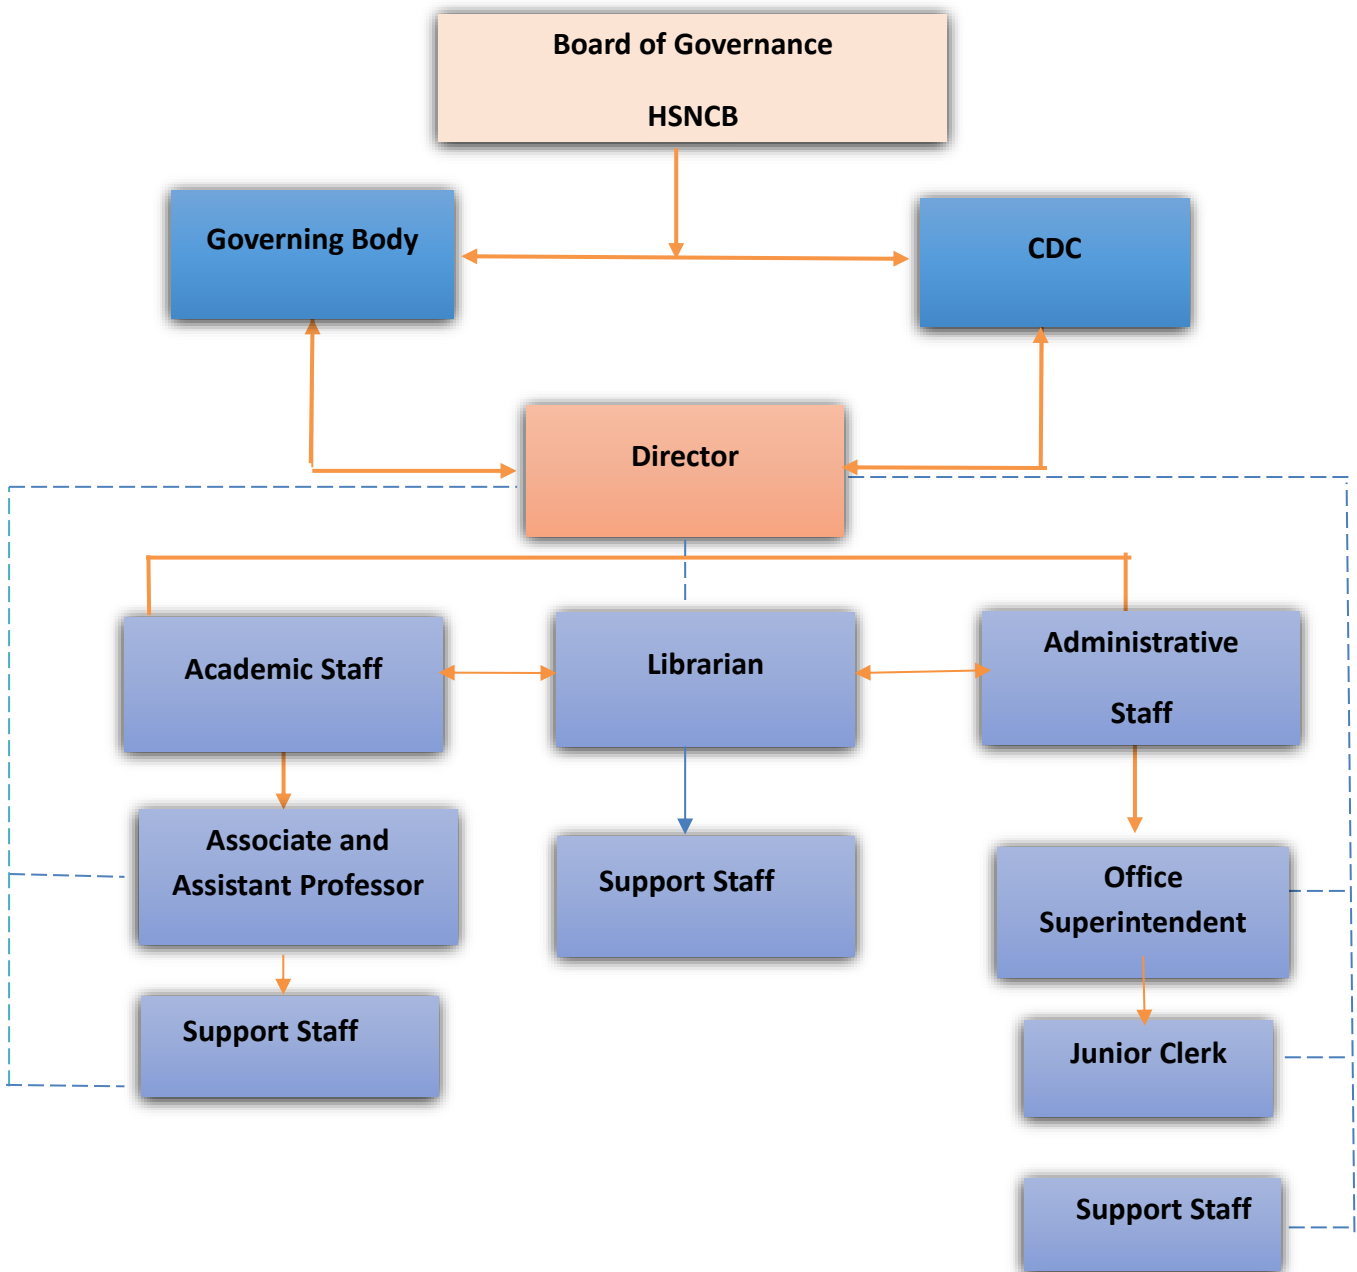 Board of Governance
HSNCB
Governing Body
CDC
Director
Academic Staff
Librarian
Administrative
Staff
Associate and
Assistant Professor
Support Staff
Office
Superintendent
Support Staff
Junior Clerk
Support Staff